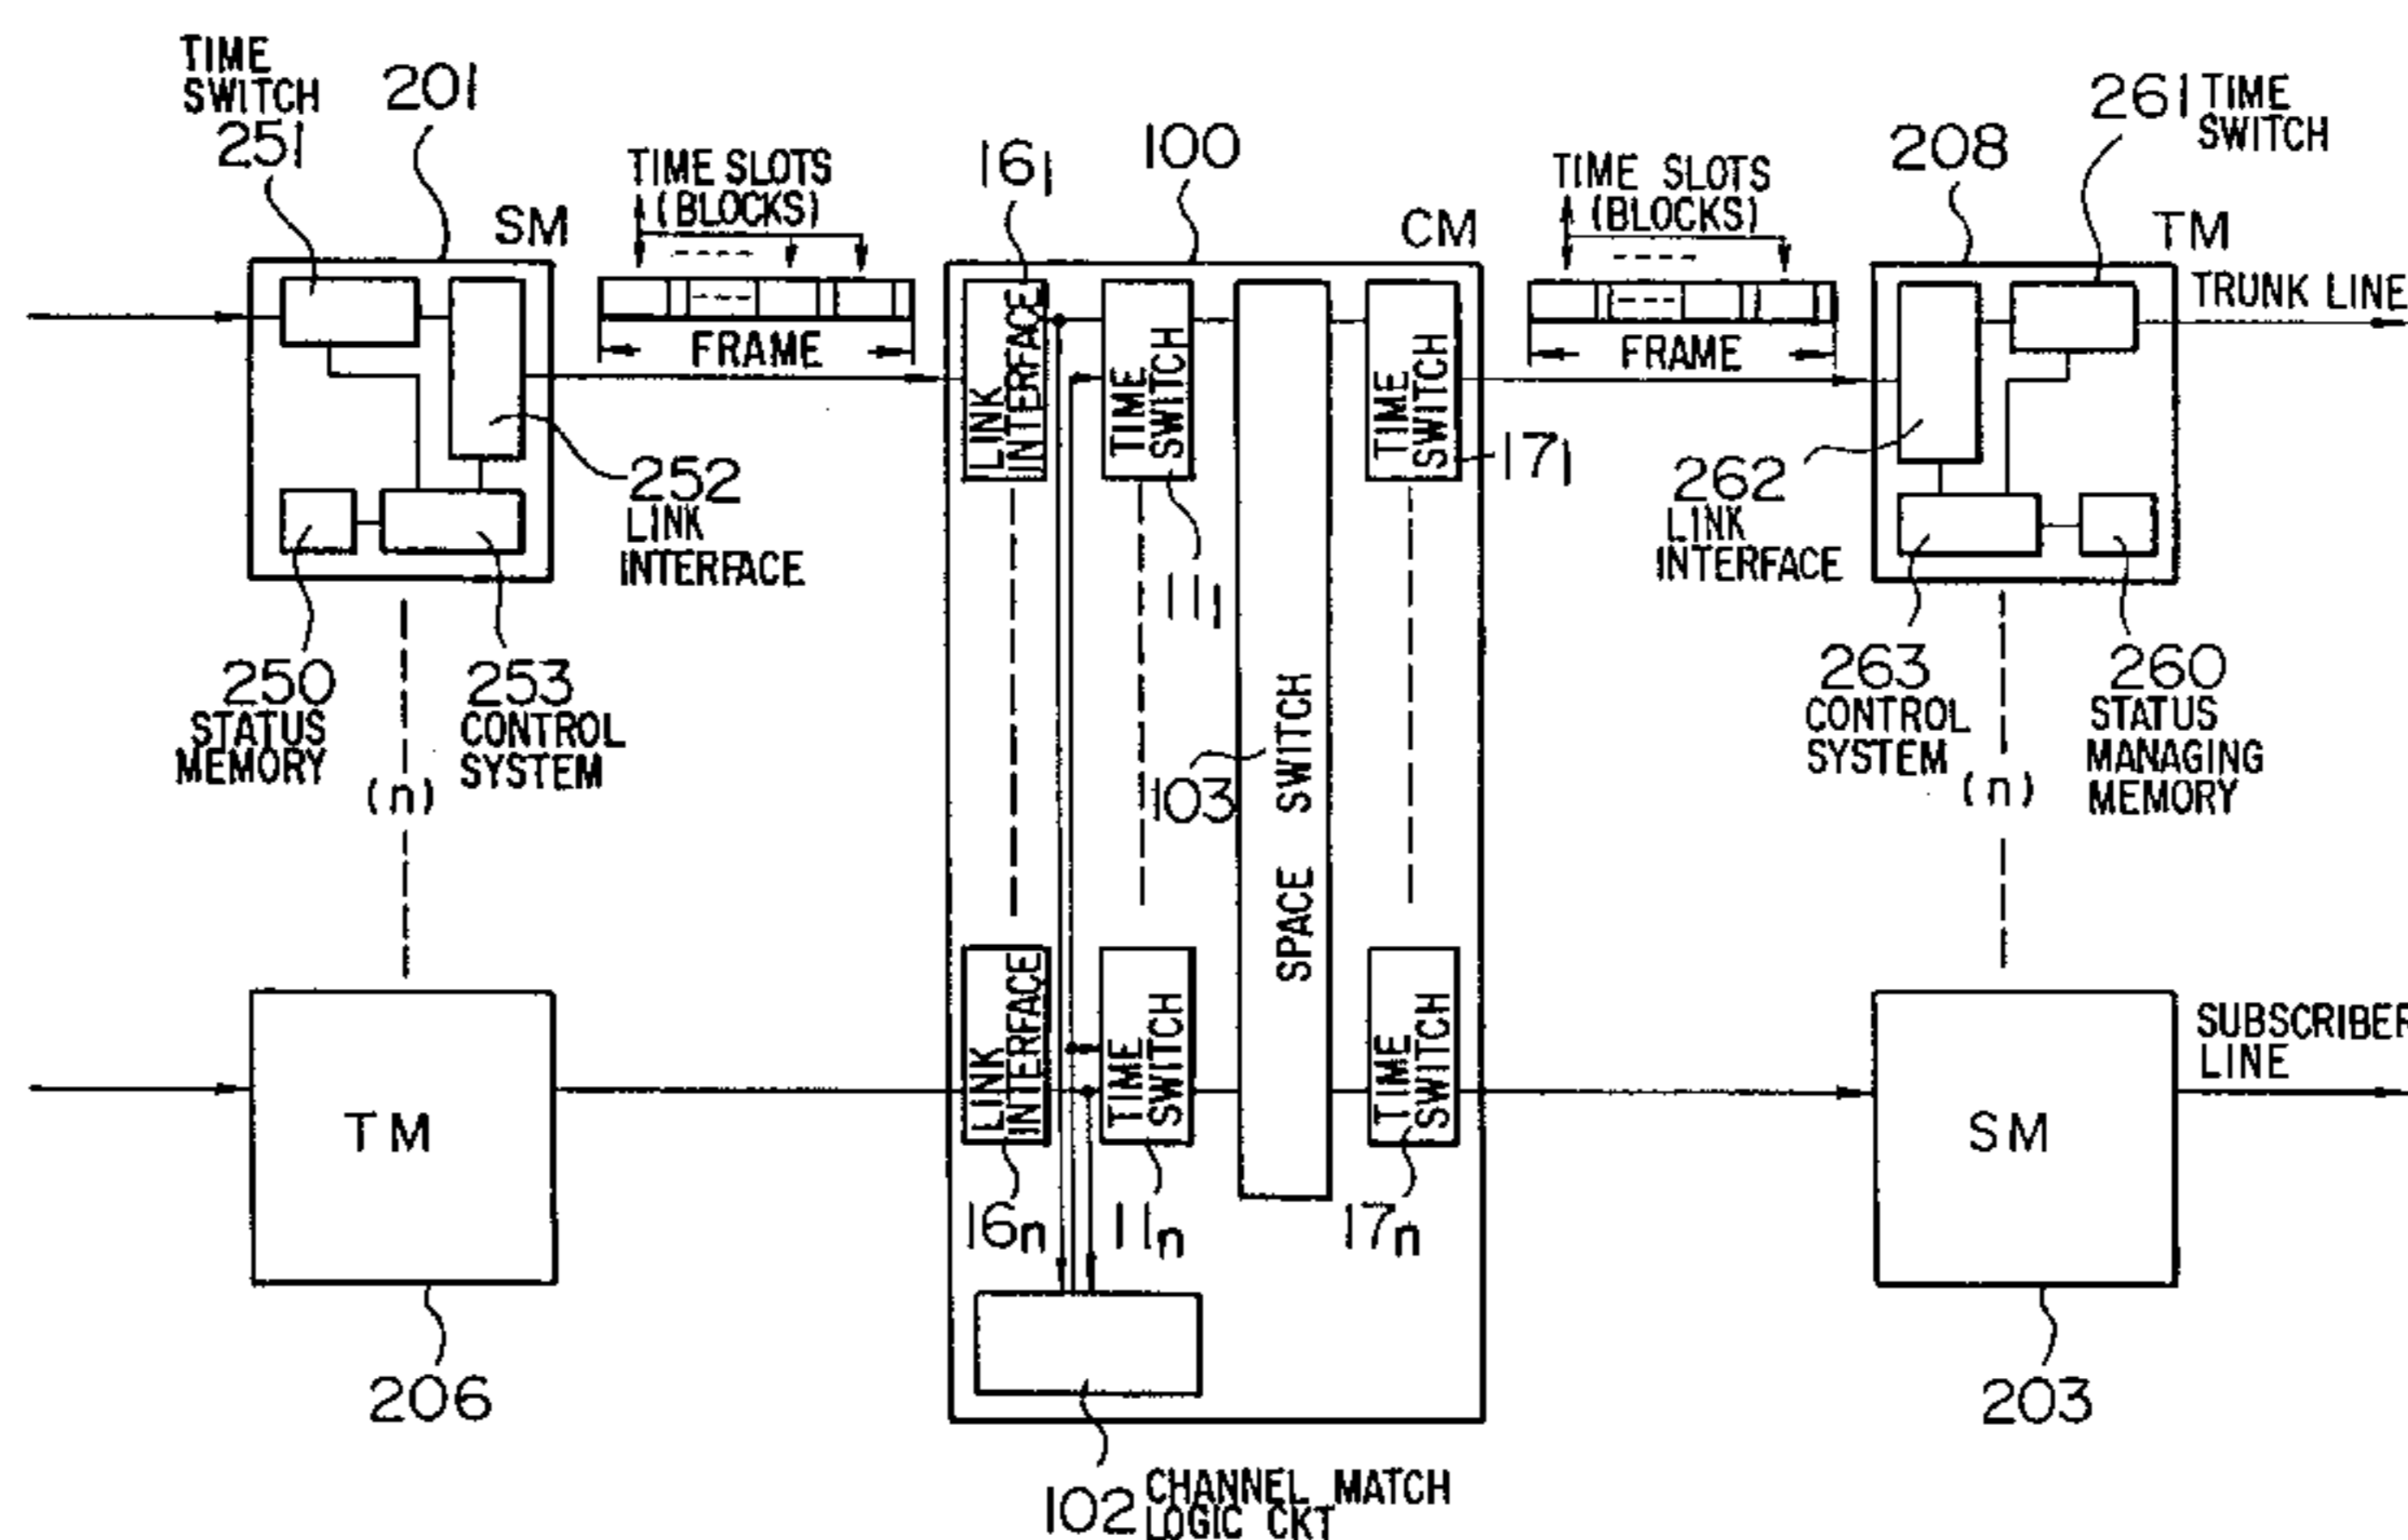 TIME
SWITCH
251
201
SM
TIME SLOTS
(BLOCKS)
FRAME
16₁
100
CM
TIME SLOTS
(BLOCKS)
FRAME
208
261 TIME
SWITCH
TM
TRUNK LINE
LINK
INTERFACE
TIME
SWITCH
TIME
SWITCH
17₁
11₁
252
LINK
INTERFACE
262
LINK
INTERFACE
250
STATUS
MEMORY
253
CONTROL
SYSTEM
(n)
103
SPACE SWITCH
263
CONTROL
SYSTEM
260
STATUS
MANAGING
MEMORY
(n)
TM
206
LINK
INTERFACE
TIME
SWITCH
TIME
SWITCH
16n
11n
17n
SM
203
SUBSCRIBER
LINE
102 CHANNEL MATCH
LOGIC CKT